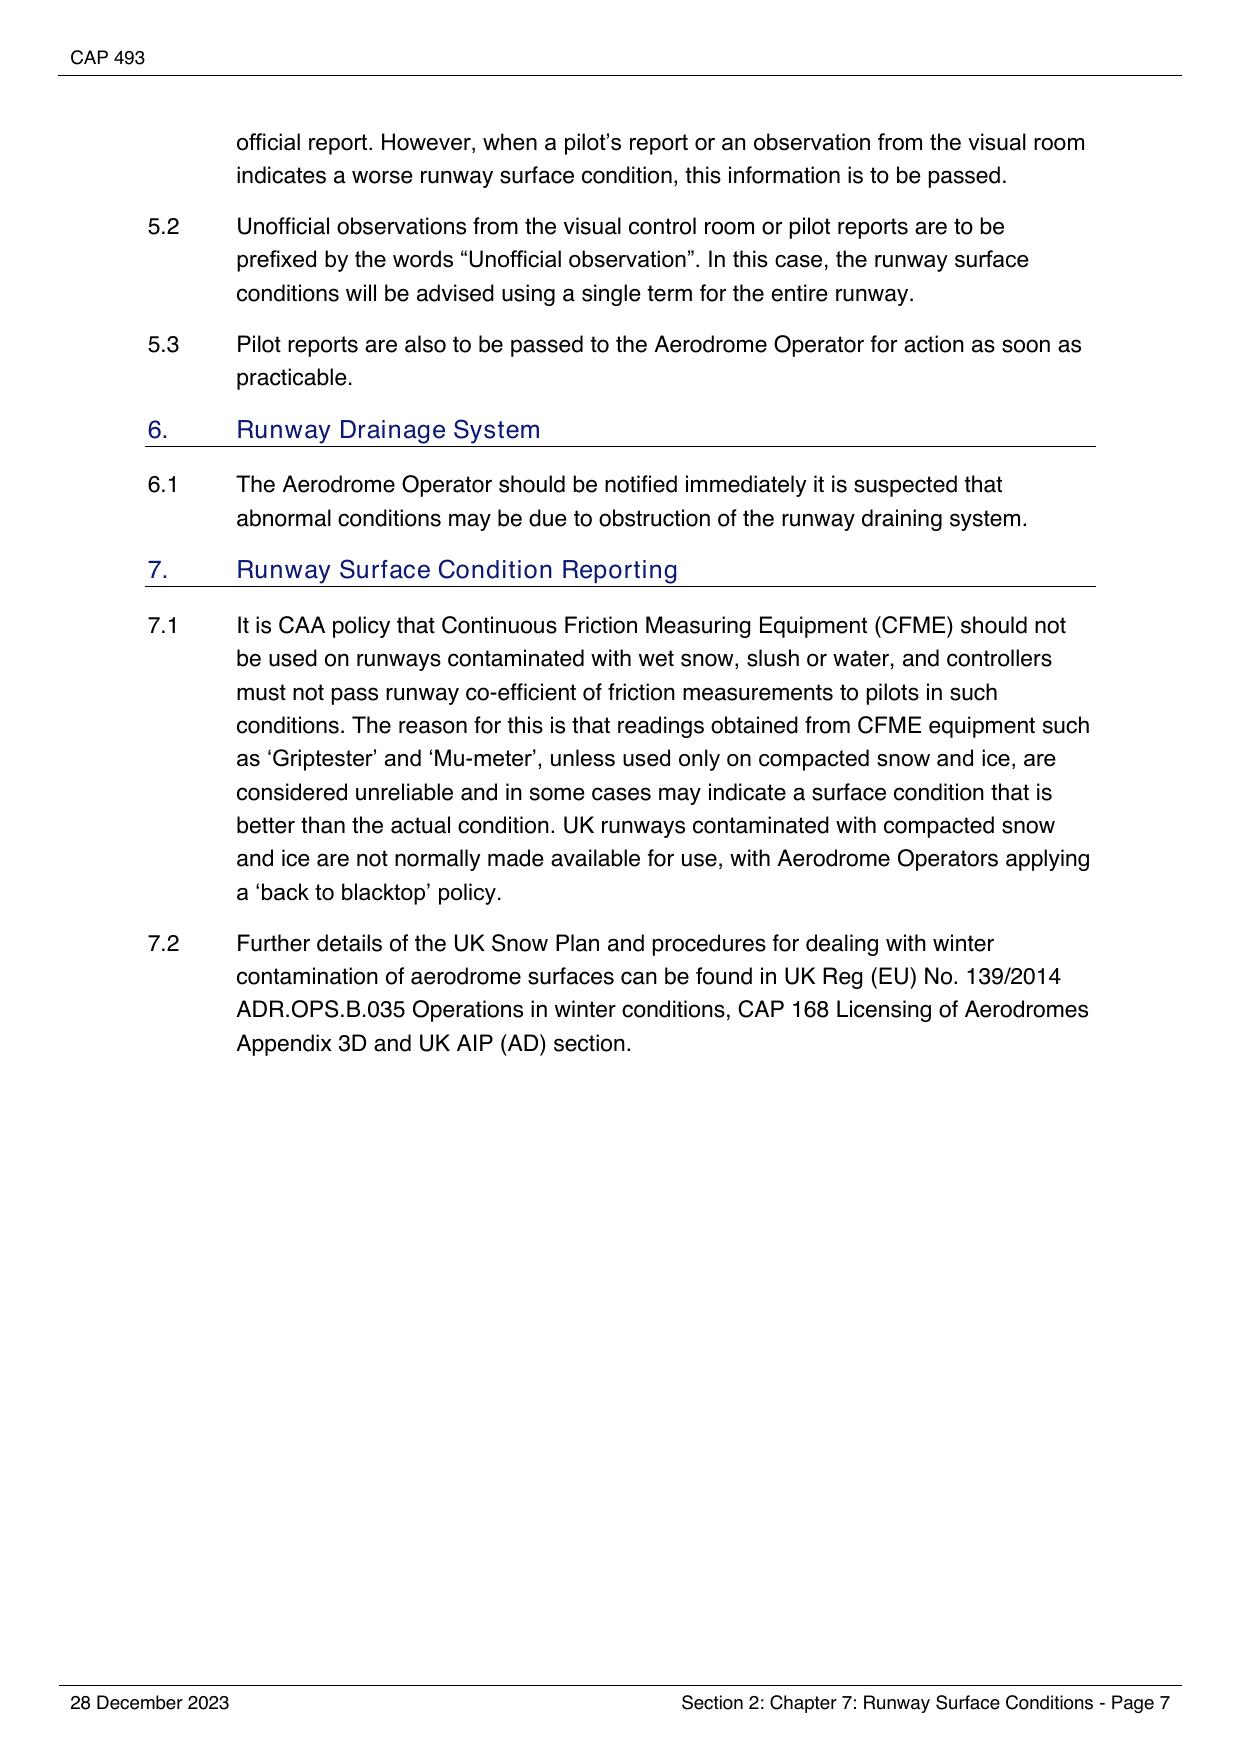 CAP 493
official report. However, when a pilot’s report or an observation from the visual room
indicates a worse runway surface condition, this information is to be passed.
5.2 Unofficial observations from the visual control room or pilot reports are to be
prefixed by the words “Unofficial observation”. In this case, the runway surface
conditions will be advised using a single term for the entire runway.
5.3 Pilot reports are also to be passed to the Aerodrome Operator for action as soon as
practicable.
6. Runway Drainage System
6.1 The Aerodrome Operator should be notified immediately it is suspected that
abnormal conditions may be due to obstruction of the runway draining system.
7. Runway Surface Condition Reporting
7.1 It is CAA policy that Continuous Friction Measuring Equipment (CFME) should not
be used on runways contaminated with wet snow, slush or water, and controllers
must not pass runway co-efficient of friction measurements to pilots in such
conditions. The reason for this is that readings obtained from CFME equipment such
as ‘Griptester’ and ‘Mu-meter’, unless used only on compacted snow and ice, are
considered unreliable and in some cases may indicate a surface condition that is
better than the actual condition. UK runways contaminated with compacted snow
and ice are not normally made available for use, with Aerodrome Operators applying
a ‘back to blacktop’ policy.
7.2 Further details of the UK Snow Plan and procedures for dealing with winter
contamination of aerodrome surfaces can be found in UK Reg (EU) No. 139/2014
ADR.OPS.B.035 Operations in winter conditions, CAP 168 Licensing of Aerodromes
Appendix 3D and UK AIP (AD) section.
28 December 2023 Section 2: Chapter 7: Runway Surface Conditions - Page 7